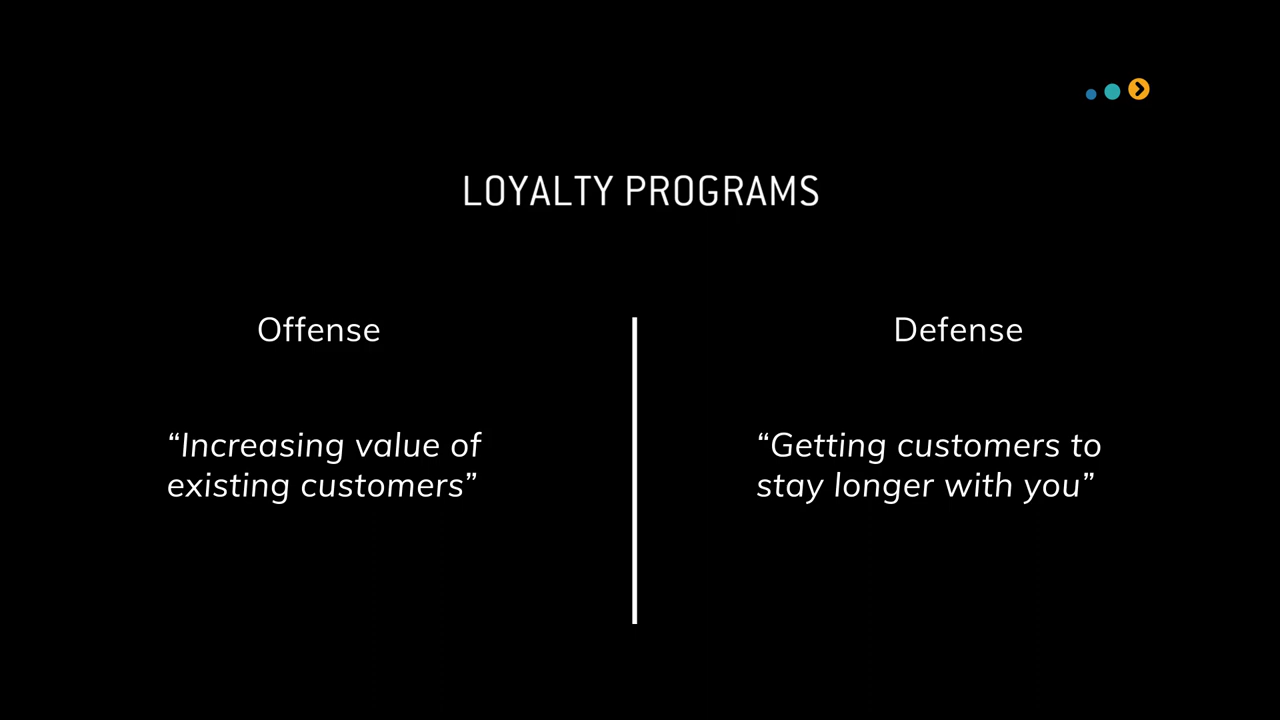 LOYALTY PROGRAMS
Offense
“Increasing value of
existing customers”
Defense
“Getting customers to
stay longer with you”